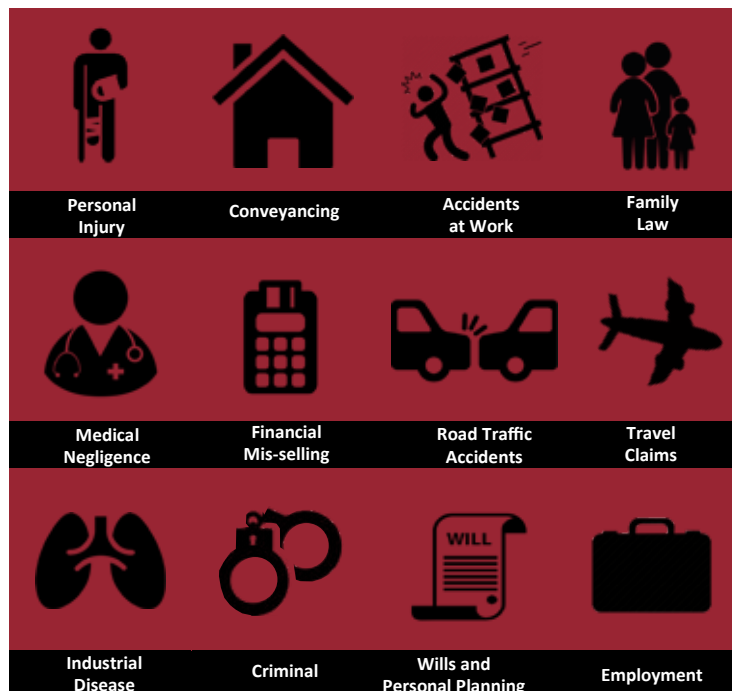 Personal
Injury
Conveyancing
Accidents
at Work
Family
Law
Medical
Negligence
Financial
Mis-selling
Road Traffic
Accidents
Travel
Claims
WILL
Industrial
Disease
Criminal
Wills and
Personal Planning
Employment